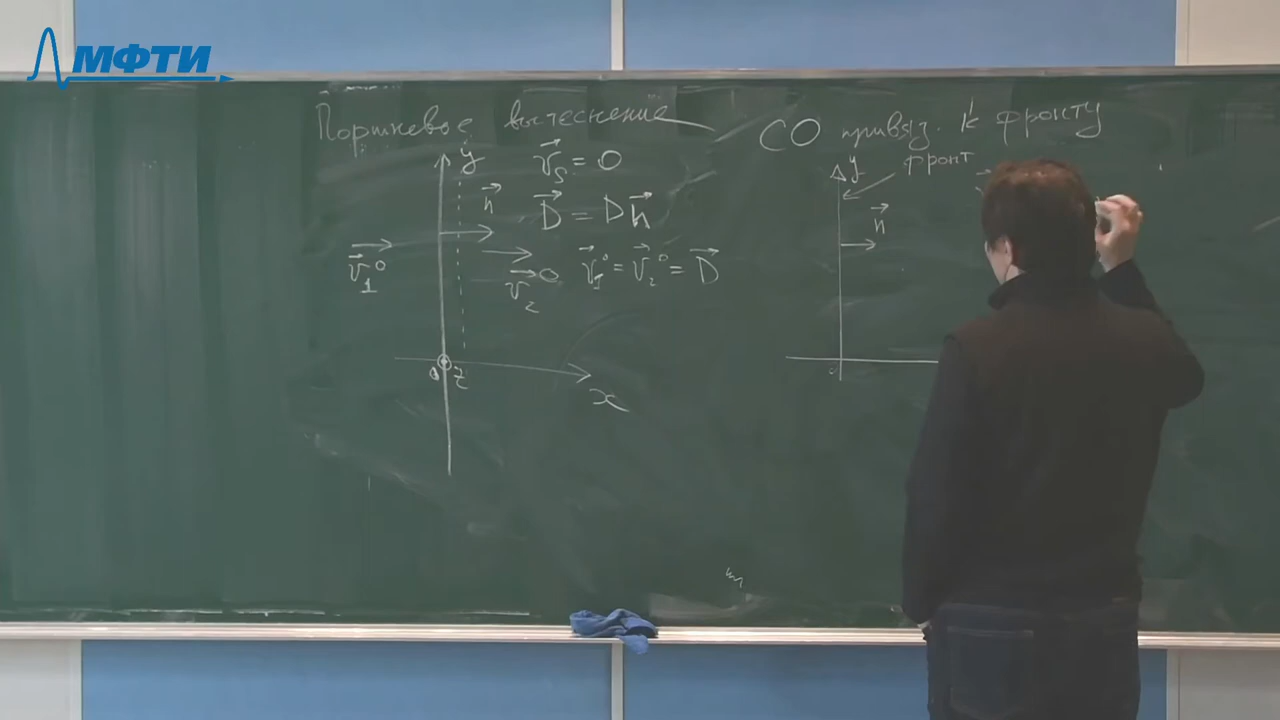 МФТИ
Поршневое вытеснение
y
v⃗_s = 0
n⃗
D⃗ = Dn⃗
v⃗_1^0
v⃗_2^0
v⃗_1^0 = v⃗_2^0 = D⃗
0 z
x
СО привяз. к фронту
y
фронт
n⃗
0